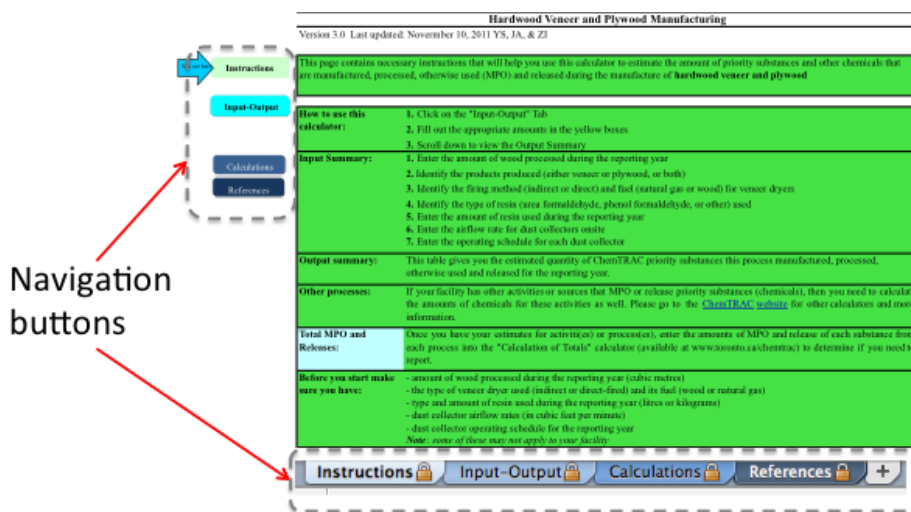 Hardwood Veneer and Plywood Manufacturing
Version 3.0 Last updated: Novermber 10, 2011 YS, JA, & ZI
Instructions
Input-Output
Calculations
References
Navigation
buttons
This page contains necessary instructions that will help you use this calculator to estimate the amount of priority substances and other chemicals that
are manufactured, processed, otherwise used (MPO) and released during the manufacture of hardwood veneer and plywood
How to use this
calculator:
1. Click on the "Input-Output" Tab
2. Fill out the appropriate amounts in the yellow boxes
3. Scroll down to view the Output Summary
Input Summary:
1. Enter the amount of wood processed during the reporting year
2. Identify the products produced (either veneer or plywood, or both)
3. Identify the firing method (indirect or direct) and fuel (natural gas or wood) for veneer dryers
4. Identify the type of resin (urea formaldehyde, phenol formaldehyde, or other) used
5. Enter the amount of resin used during the reporting year
6. Enter the airflow rate for dust collectors onsite
7. Enter the operating schedule for each dust collector
Output summary:
This table gives you the estimated quantity of ChemTRAC priority substances this process manufactured, processed,
otherwise used and released for the reporting year.
Other processes:
If your facility has other activities or sources that MPO or release priority substances (chemicals), then you need to calculat
the amounts of chemicals for these activities as well. Please go to the ChemTRAC website for other calculators and more
information.
Total MPO and
Releases:
Once you have your estimates for activiti(es) or process(es), enter the amounts of MPO and release of each substance from
each process into the "Calculation of Totals" calculator (available at www.toronto.ca/chemtrac) to determine if you need to
report.
Before you start make
sure you have:
- amount of wood processed during the reporting year (cubic metres)
- the type of veneer dryer used (indirect or direct-fired) and its fuel (wood or natural gas)
- type and amount of resin used during the reporting year (litres or kilograms)
- dust collector airflow rates (in cubic feet per minute)
- dust collector operating schedule for the reporting year
Note: some of these may not apply to your facility
Instructions Input-Output Calculations References +